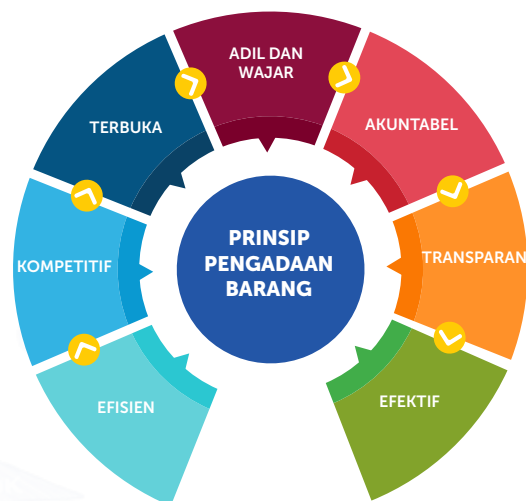 ADIL DAN
WAJAR
TERBUKA
AKUNTABEL
PRINSIP
PENGADAAN
BARANG
KOMPETITIF
TRANSPARAN
EFISIEN
EFEKTIF